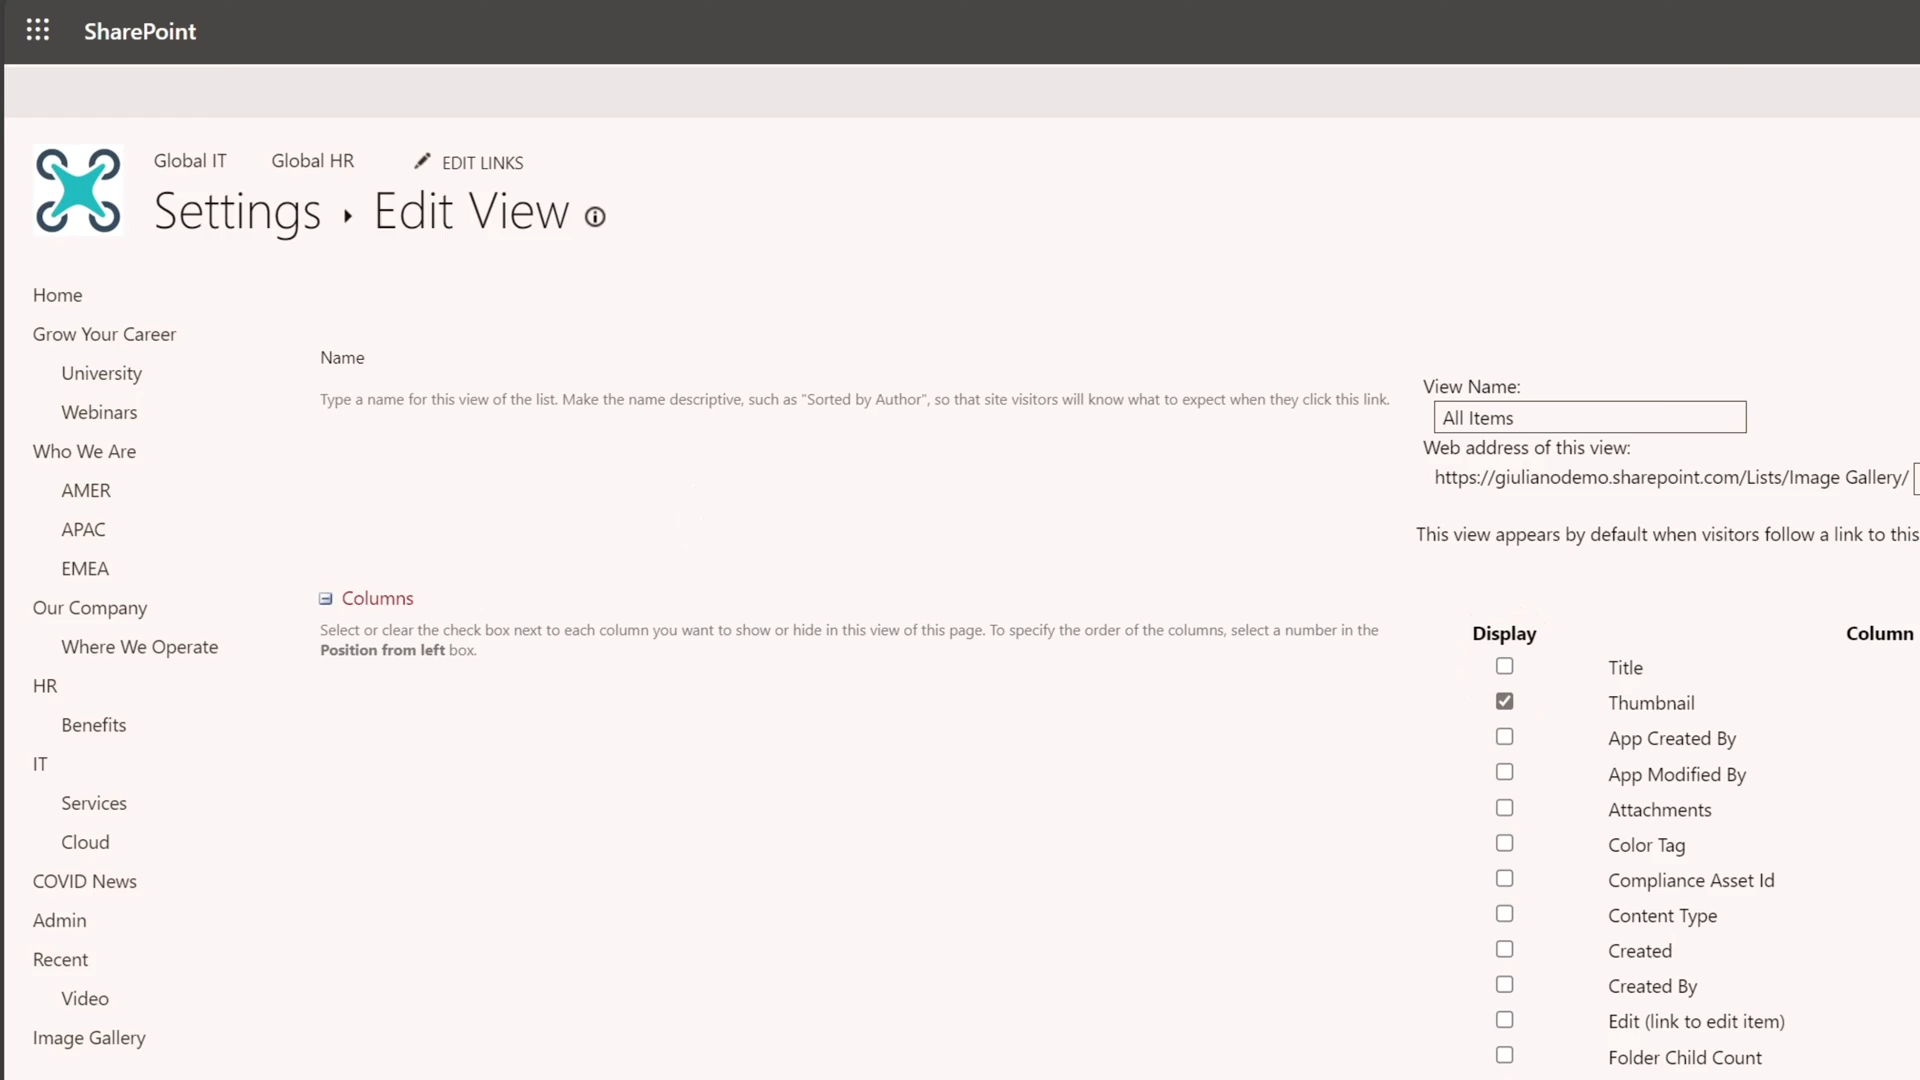 SharePoint
Global IT
Global HR
EDIT LINKS
Settings
Edit View
Home
Grow Your Career
University
Webinars
Who We Are
AMER
APAC
EMEA
Our Company
Where We Operate
HR
Benefits
IT
Services
Cloud
COVID News
Admin
Recent
Video
Image Gallery
Name
Type a name for this view of the list. Make the name descriptive, such as "Sorted by Author", so that site visitors will know what to expect when they click this link.
View Name:
All Items
Web address of this view:
https://giulianodemo.sharepoint.com/Lists/Image Gallery/
This view appears by default when visitors follow a link to this
Columns
Select or clear the check box next to each column you want to show or hide in this view of this page. To specify the order of the columns, select a number in the
Position from left box.
Display
Column
Title
Thumbnail
App Created By
App Modified By
Attachments
Color Tag
Compliance Asset Id
Content Type
Created
Created By
Edit (link to edit item)
Folder Child Count